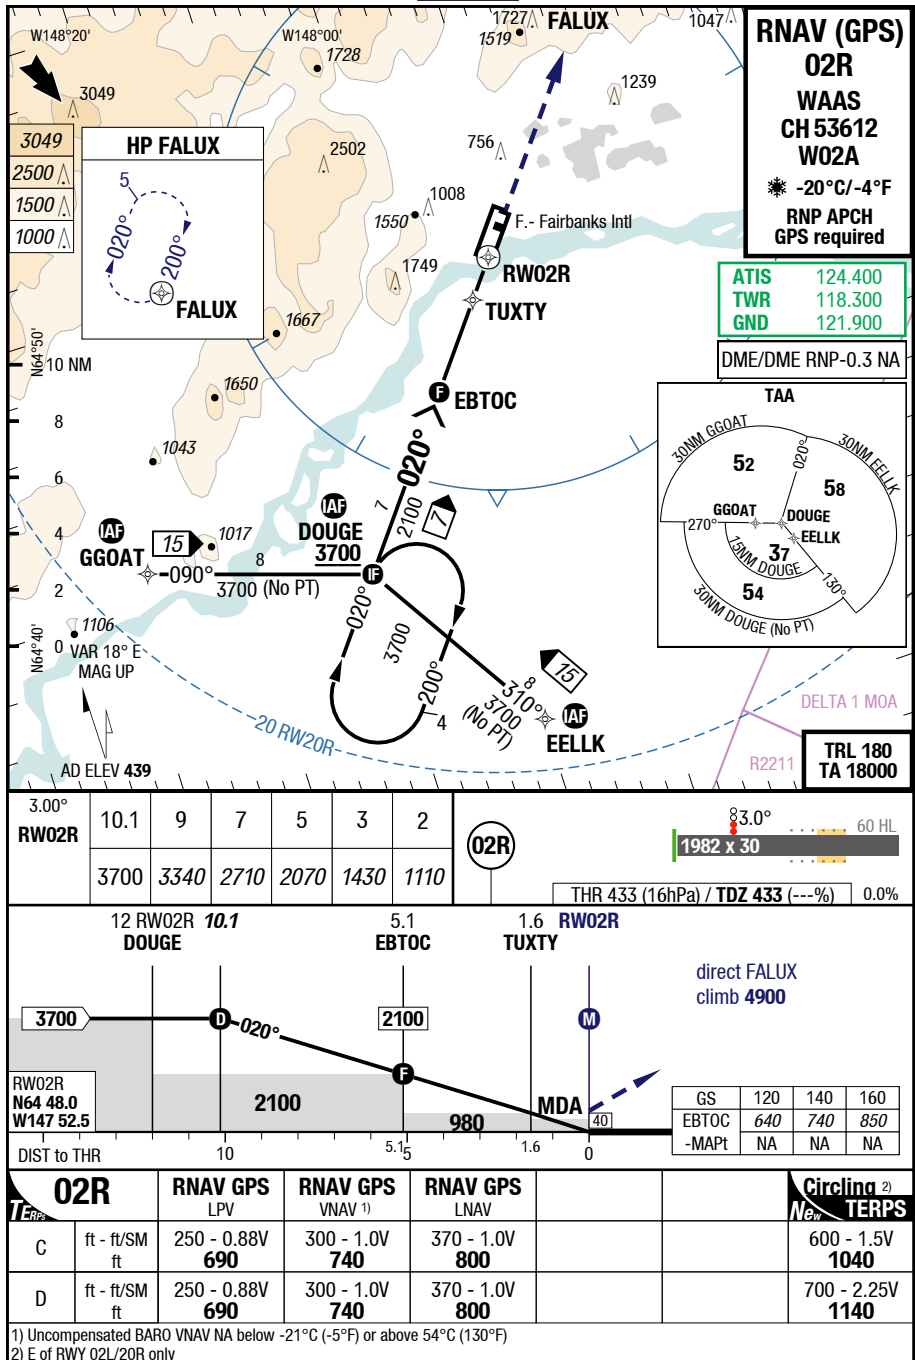 RNAV (GPS)
02R
WAAS
CH 53612
W02A
-20°C/-4°F
RNP APCH
GPS required
ATIS 124.400
TWR 118.300
GND 121.900
DME/DME RNP-0.3 NA
W148°20'
W148°00'
1728
1727
1519
FALUX
1047
3049
1239
3049
2500
1500
1000
HP FALUX
5
020°
200°
FALUX
2502
756
1008
1550
F.- Fairbanks Intl
1749
RW02R
TUXTY
1667
N64°50'
10 NM
8
6
4
2
0
N64°40'
1650
EBTOC
1043
020°
7
2100
7
IAF
GGOAT
15
1017
090°
8
3700 (No PT)
IAF
DOUGE
3700
IF
F
020°
3700
200°
4
8
310°
3700
(No PT)
15
IAF
EELLK
1106
VAR 18° E
MAG UP
AD ELEV 439
20 RW20R
TAA
30NM GGOAT
020°
30NM EELLK
52
58
GGOAT
DOUGE
EELLK
270°
37
15NM DOUGE
130°
54
30NM DOUGE (No PT)
DELTA 1 MOA
R2211
TRL 180
TA 18000
3.00°
RW02R 10.1 9 7 5 3 2
3700 3340 2710 2070 1430 1110
02R
3.0°
60 HL
1982 x 30
THR 433 (16hPa) / TDZ 433 (---%) 0.0%
12 RW02R 10.1 5.1 1.6 RW02R
DOUGE EBTOC TUXTY
direct FALUX
climb 4900
3700
D
020°
2100
M
F
RW02R
N64 48.0
W147 52.5
2100
980
MDA
40
GS 120 140 160
EBTOC 640 740 850
-MAPt NA NA NA
DIST to THR 10 5.1 5 1.6 0
02R
TERPS
RNAV GPS
LPV
RNAV GPS
VNAV 1)
RNAV GPS
LNAV
Circling 2)
New TERPS
C ft - ft/SM 250 - 0.88V 300 - 1.0V 370 - 1.0V 600 - 1.5V
ft 690 740 800 1040
D ft - ft/SM 250 - 0.88V 300 - 1.0V 370 - 1.0V 700 - 2.25V
ft 690 740 800 1140
1) Uncompensated BARO VNAV NA below -21°C (-5°F) or above 54°C (130°F)
2) E of RWY 02L/20R only